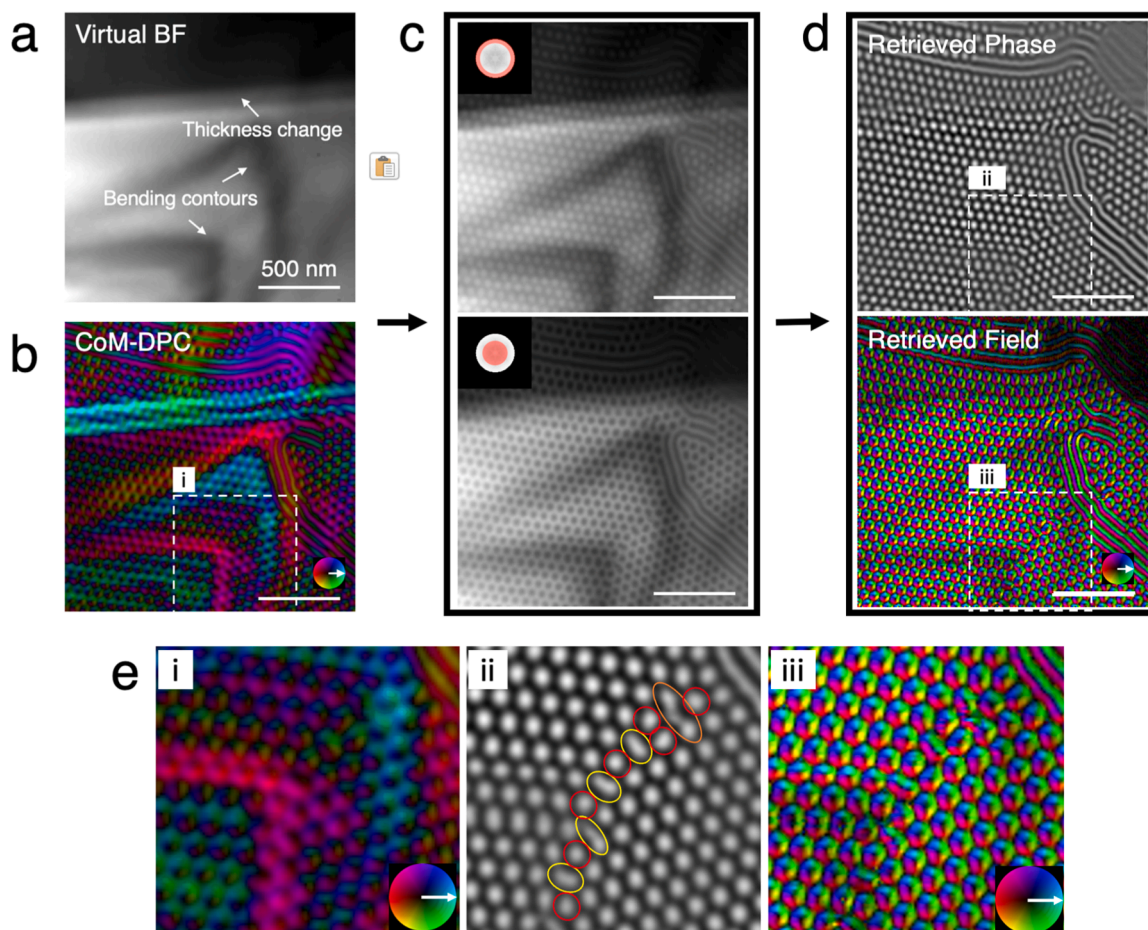 a
Virtual BF
Thickness change
Bending contours
500 nm
b
CoM-DPC
i
c
d
Retrieved Phase
ii
Retrieved Field
iii
e
i
ii
iii